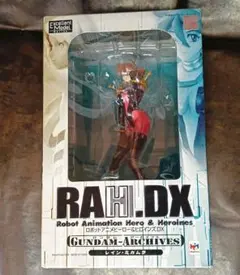 Excellent
Model
RAH.DX
Robot Animation Hero & Heroines
ロボットアニメヒーロー&ヒロインズDX
GUNDAM-ARCHIVES
レイン・ミカムラ